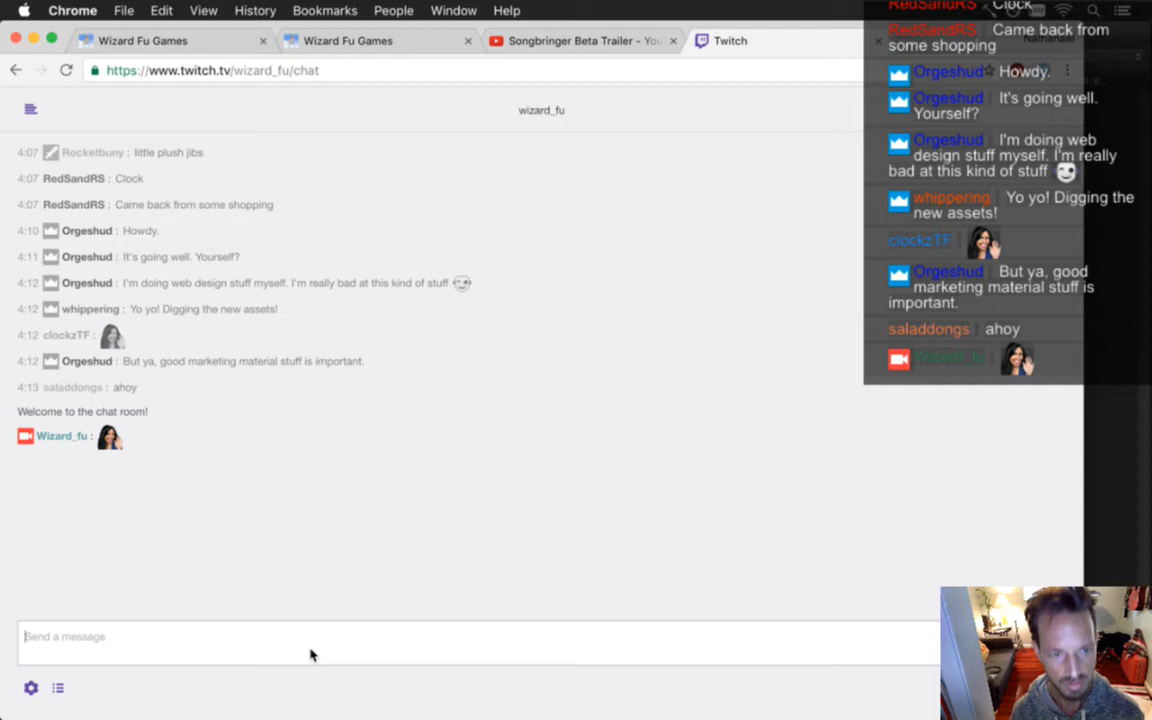 Chrome File Edit View History Bookmarks People Window Help
Wizard Fu Games
Wizard Fu Games
Songbringer Beta Trailer - You
Twitch
https://www.twitch.tv/wizard_fu/chat
wizard_fu
4:07 Rocketbuny : little plush jibs
4:07 RedSandRS : Clock
4:07 RedSandRS : Came back from some shopping
4:10 Orgeshud : Howdy.
4:11 Orgeshud : It's going well. Yourself?
4:12 Orgeshud : I'm doing web design stuff myself. I'm really bad at this kind of stuff
4:12 whippering : Yo yo! Digging the new assets!
4:12 clockzTF :
4:12 Orgeshud : But ya, good marketing material stuff is important.
4:13 saladdongs : ahoy
Welcome to the chat room!
Wizard_fu :
Send a message
RedSandRS Clock
RedSandRS Came back from
some shopping
Orgeshud Howdy.
Orgeshud It's going well.
Yourself?
Orgeshud I'm doing web
design stuff myself. I'm really
bad at this kind of stuff
whippering Yo yo! Digging the
new assets!
clockzTF
Orgeshud But ya, good
marketing material stuff is
important.
saladdongs ahoy
Wizard_fu